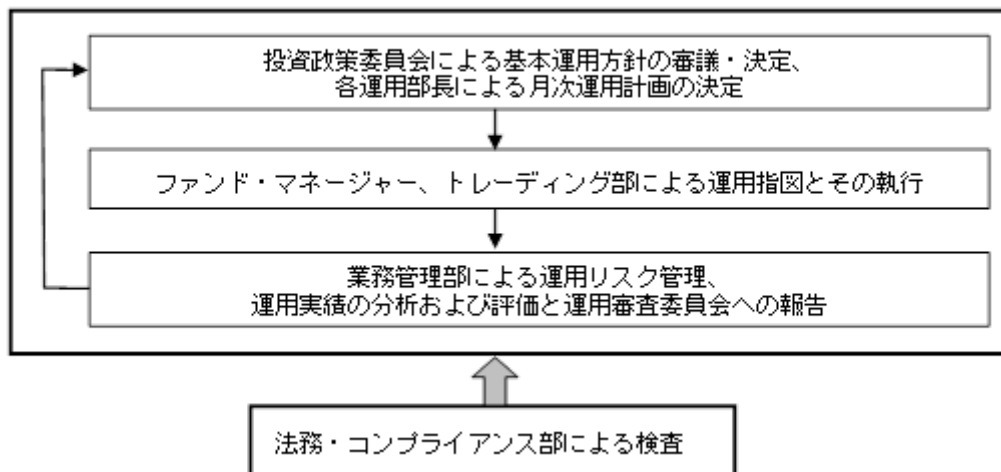 投資政策委員会による基本運用方針の審議・決定、
各運用部長による月次運用計画の決定
ファンド・マネージャー、トレーディング部による運用指図とその執行
業務管理部による運用リスク管理、
運用実績の分析および評価と運用審査委員会への報告
法務・コンプライアンス部による検査